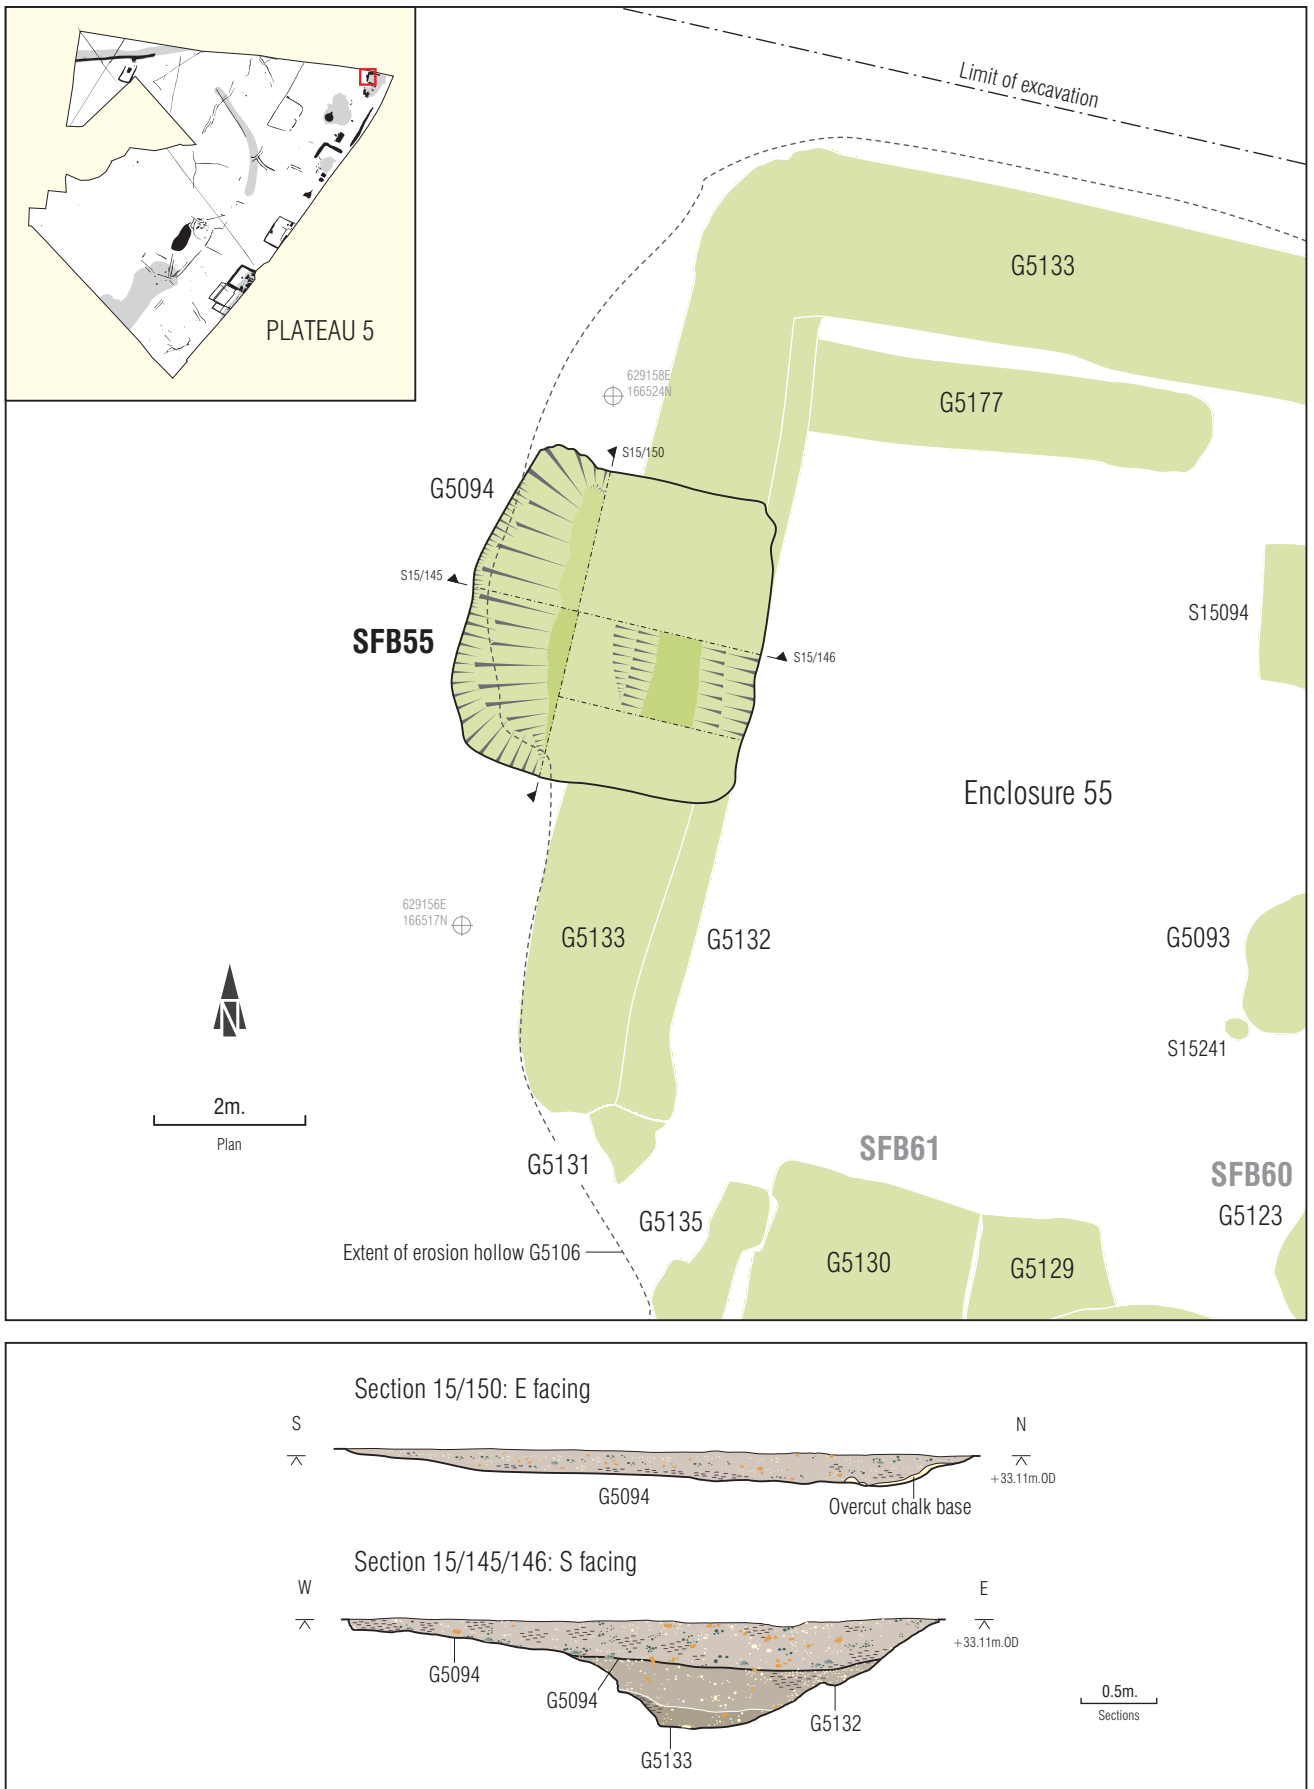 PLATEAU 5
Limit of excavation
G5133
629158E
166524N
G5177
S15/150
G5094
S15/145
SFB55
S15/146
S15094
Enclosure 55
629156E
166517N
G5133
G5132
G5093
S15241
N
2m.
Plan
G5131
SFB61
SFB60
G5123
G5135
Extent of erosion hollow G5106
G5130
G5129
Section 15/150: E facing
S
N
+33.11m.OD
G5094
Overcut chalk base
Section 15/145/146: S facing
W
E
+33.11m.OD
G5094
G5094
G5132
G5133
0.5m.
Sections